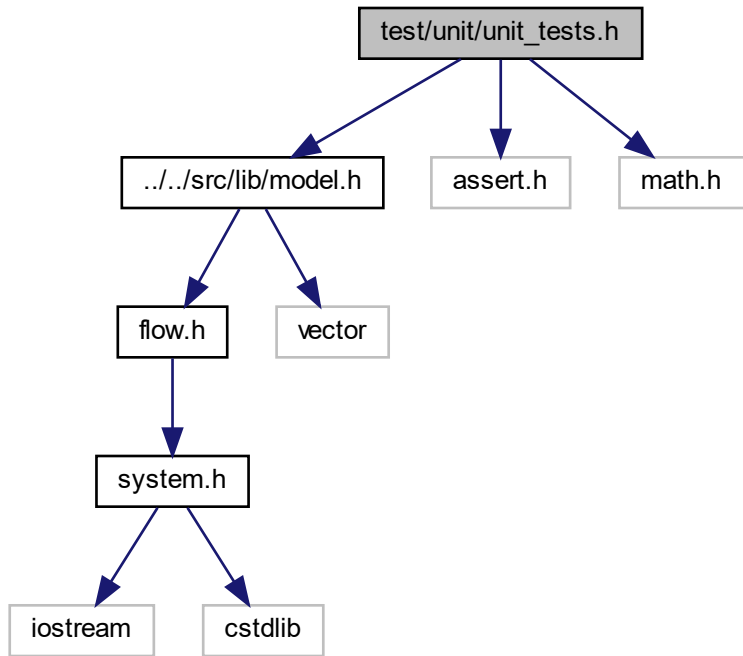 test/unit/unit_tests.h
../../src/lib/model.h
assert.h
math.h
flow.h
vector
system.h
iostream
cstdlib